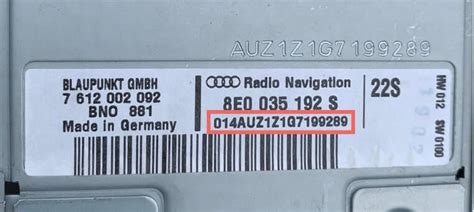 AUZ1Z1G7199289
BLAUPUNKT GMBH
7 612 002 092
BNO 881
Made in Germany
Radio Navigation
8E0 035 192 S
014AUZ1Z1G7199289
22S
HW 012 SW 0100